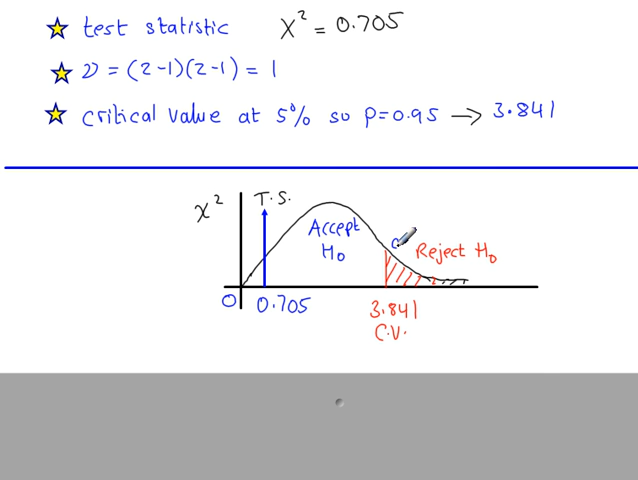 test statistic X² = 0.705
ν = (2-1)(2-1) = 1
critical value at 5% so p=0.95 → 3.841
χ² T.S.
Accept Reject H₀
H₀
0 0.705 3.841
C.V.